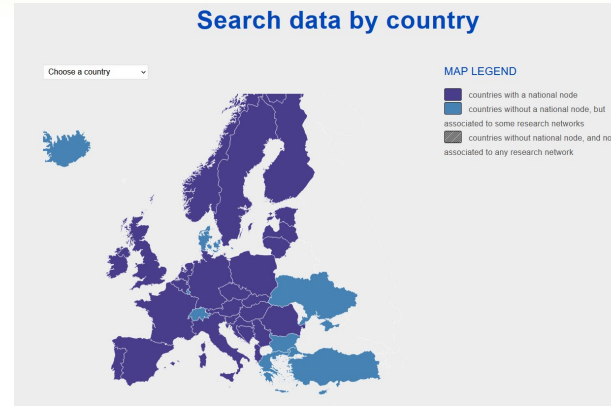 Search data by country
Choose a country
MAP LEGEND
countries with a national node
countries without a national node, but
associated to some research networks
countries without national node, and no
associated to any research network